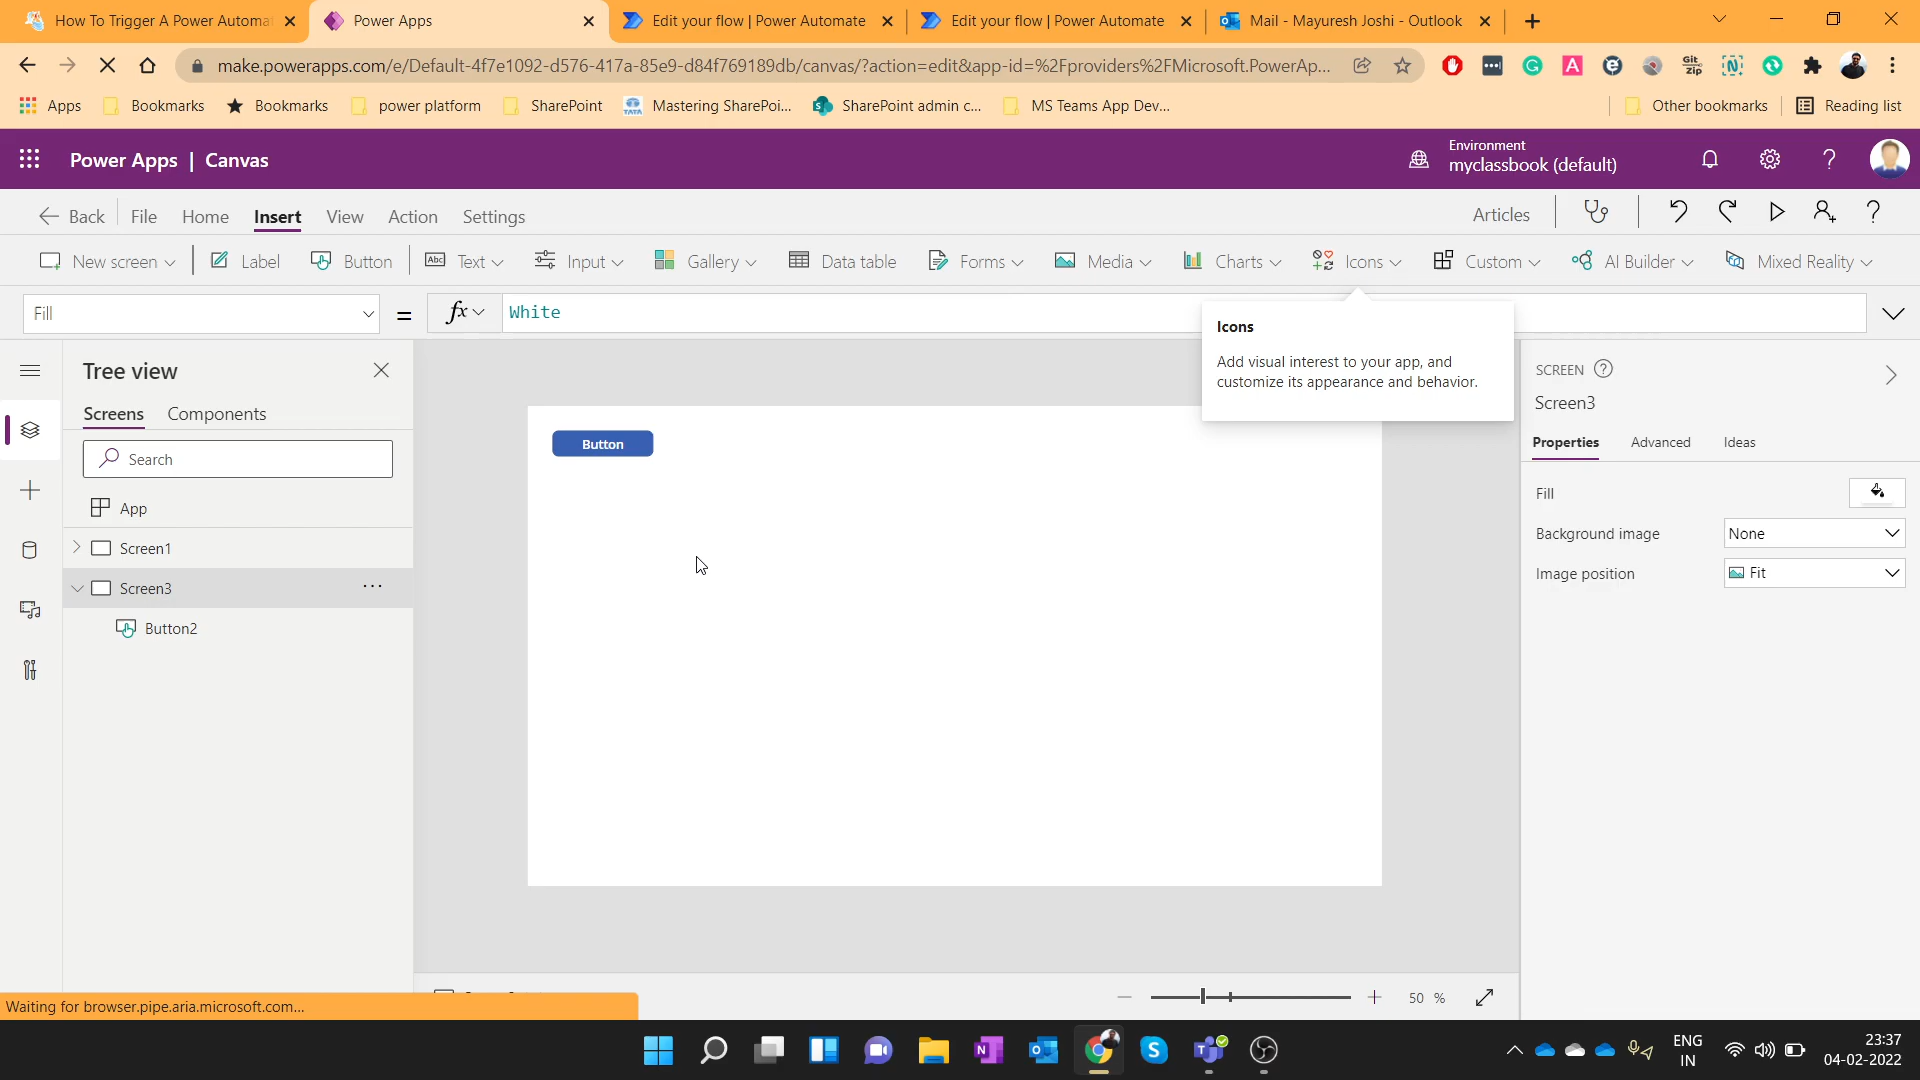 How To Trigger A Power Automat
Power Apps
Edit your flow | Power Automate
Edit your flow | Power Automate
Mail - Mayuresh Joshi - Outlook
make.powerapps.com/e/Default-4f7e1092-d576-417a-85e9-d84f769189db/canvas/?action=edit&app-id=%2Fproviders%2FMicrosoft.PowerAp...
Apps
Bookmarks
Bookmarks
power platform
SharePoint
Mastering SharePoi...
SharePoint admin c...
MS Teams App Dev...
Other bookmarks
Reading list
Power Apps | Canvas
Environment
myclassbook (default)
Back
File
Home
Insert
View
Action
Settings
Articles
New screen
Label
Button
Text
Input
Gallery
Data table
Forms
Media
Charts
Icons
Custom
AI Builder
Mixed Reality
Fill
=
fx
White
Icons
Add visual interest to your app, and
customize its appearance and behavior.
Tree view
Screens
Components
Search
App
Screen1
Screen3
Button2
Button
SCREEN
Screen3
Properties
Advanced
Ideas
Fill
Background image
None
Image position
Fit
Waiting for browser.pipe.aria.microsoft.com...
50 %
ENG
IN
23:37
04-02-2022